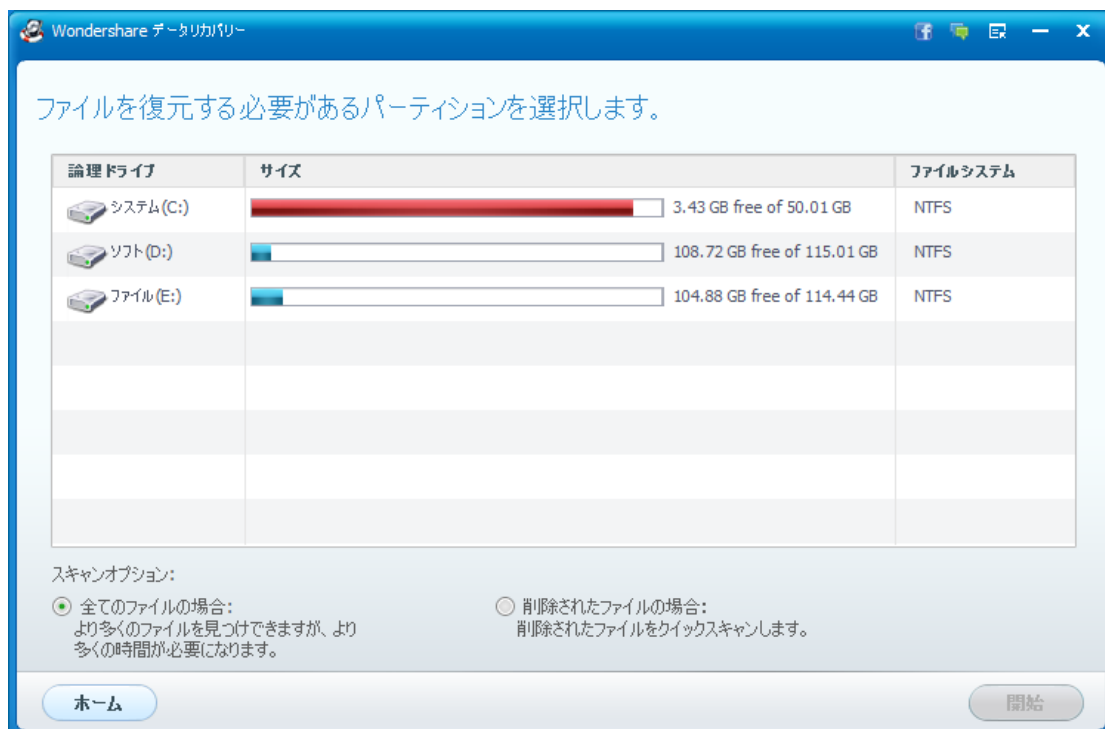 Wondershare データリカバリー
ファイルを復元する必要があるパーティションを選択します。
論理ドライブ サイズ ファイルシステム
システム(C:) 3.43 GB free of 50.01 GB NTFS
ソフト(D:) 108.72 GB free of 115.01 GB NTFS
ファイル(E:) 104.88 GB free of 114.44 GB NTFS
スキャンオプション:
全てのファイルの場合: 削除されたファイルの場合:
より多くのファイルを見つけできますが、より 削除されたファイルをクイックスキャンします。
多くの時間が必要になります。
ホーム 開始